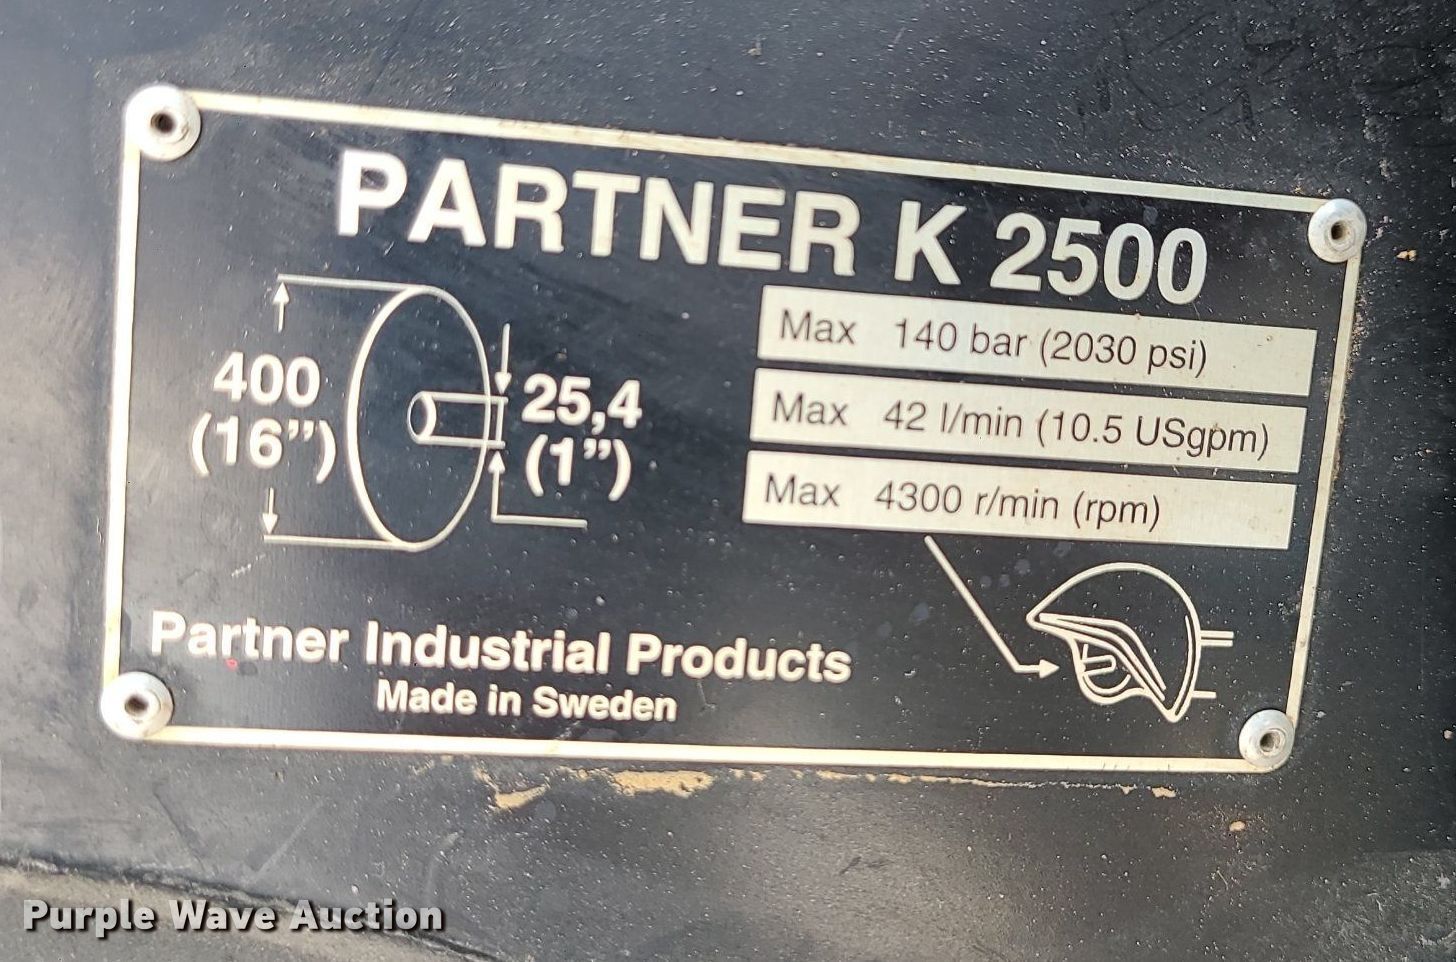 PARTNER K 2500
400
(16”)
25,4
(1”)
Max 140 bar (2030 psi)
Max 42 l/min (10.5 USgpm)
Max 4300 r/min (rpm)
Partner Industrial Products
Made in Sweden
Purple Wave Auction